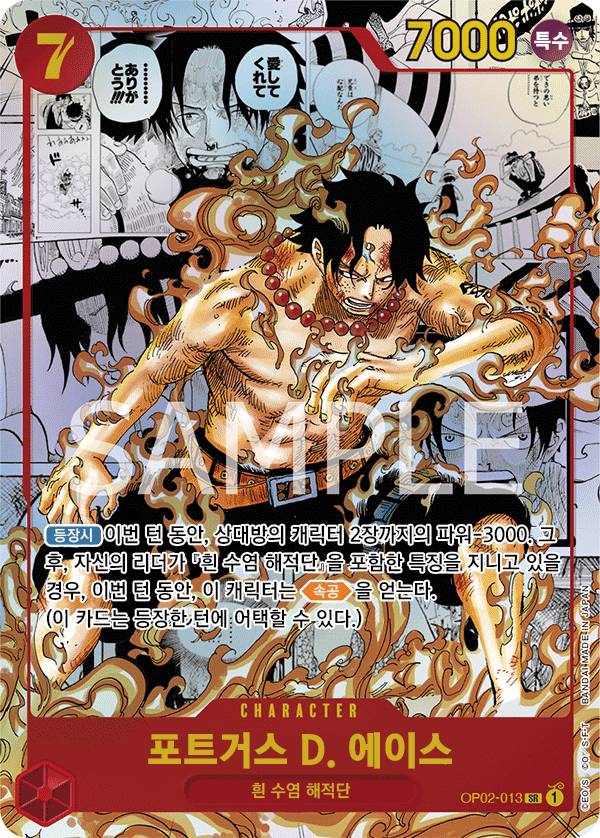 7
7000
특수
愛して
くれて
………
ありが
とう!!!
SAMPLE
등장시 이번 턴 동안, 상대방의 캐릭터 2장까지의 파워-3000. 그
후, 자신의 리더가 『흰 수염 해적단』을 포함한 특징을 지니고 있을
경우, 이번 턴 동안, 이 캐릭터는 속공 을 얻는다.
(이 카드는 등장한 턴에 어택할 수 있다.)
CHARACTER
포트거스 D. 에이스
흰 수염 해적단
OP02-013 SR 1
©EO/S ©O/S・F・T BANDAI MADE IN JAPAN